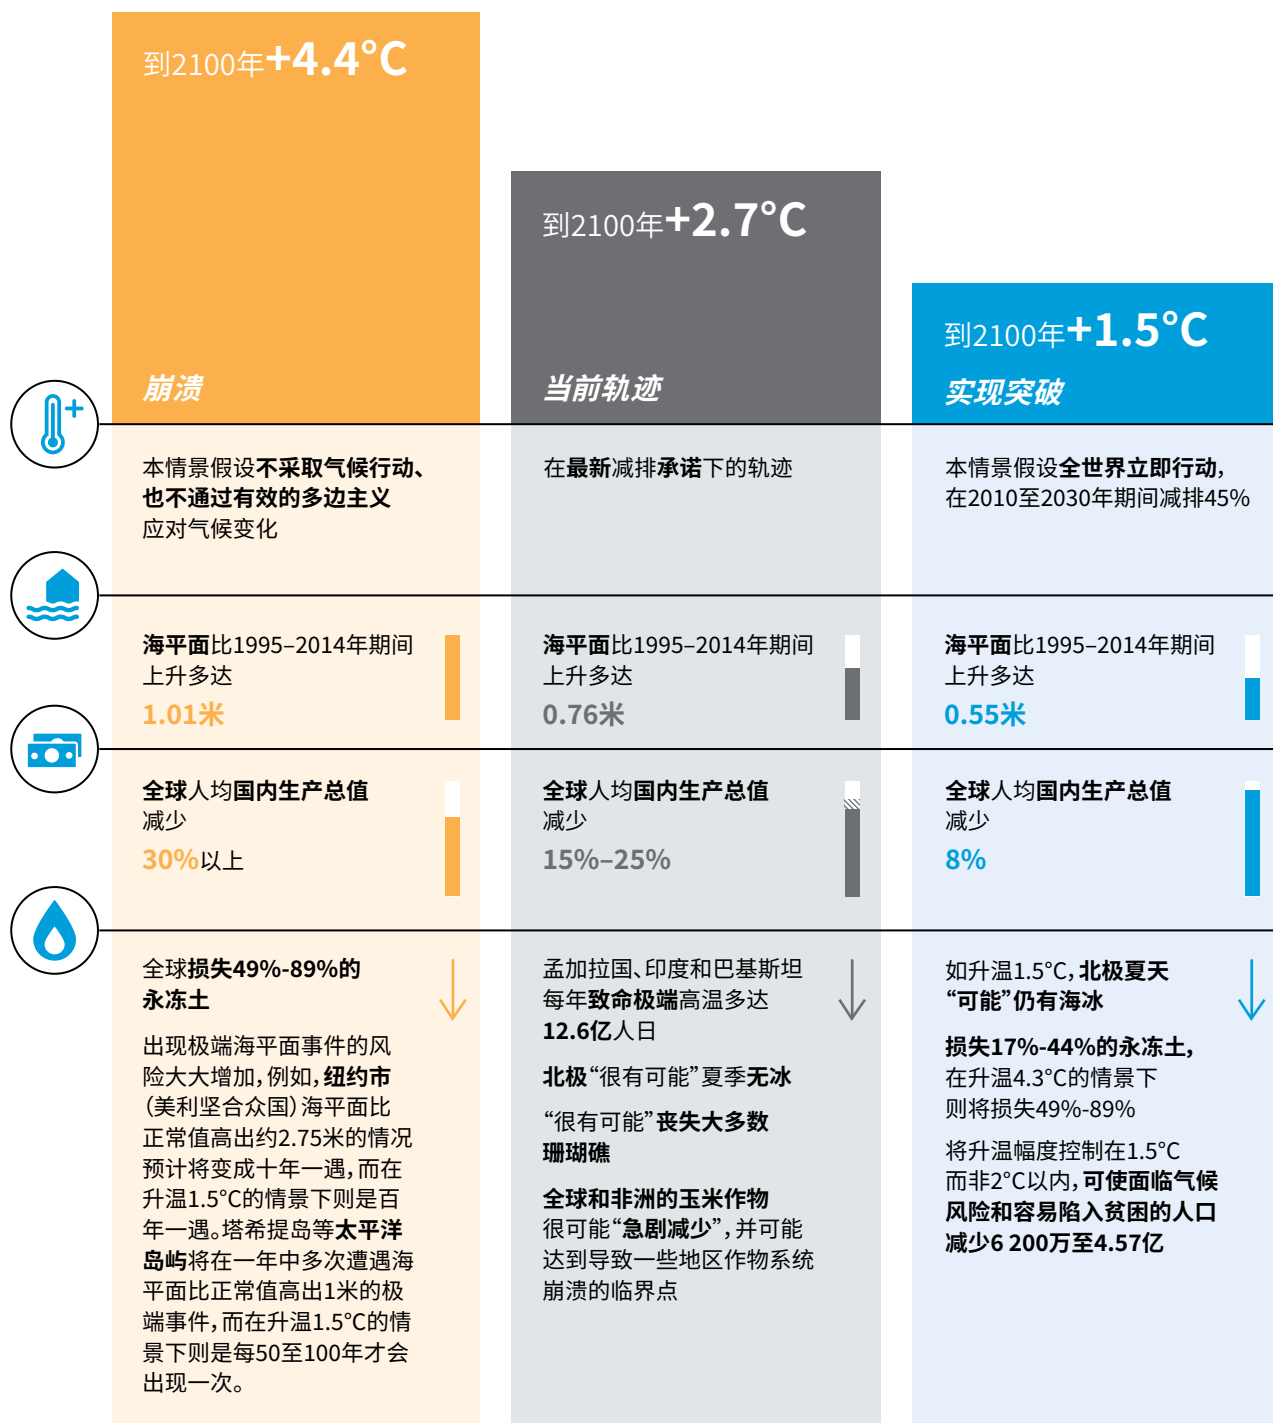 到2100年+4.4°C
崩溃
本情景假设不采取气候行动、
也不通过有效的多边主义
应对气候变化
海平面比1995–2014年期间
上升多达
1.01米
全球人均国内生产总值
减少
30%以上
全球损失49%-89%的
永冻土
出现极端海平面事件的风
险大大增加，例如，纽约市
（美利坚合众国）海平面比
正常值高出约2.75米的情况
预计将变成十年一遇，而在
升温1.5°C的情景下则是百
年一遇。塔希提岛等太平洋
岛屿将在一年中多次遭遇海
平面比正常值高出1米的极
端事件，而在升温1.5°C的情
景下则是每50至100年才会
出现一次。
到2100年+2.7°C
当前轨迹
在最新减排承诺下的轨迹
海平面比1995–2014年期间
上升多达
0.76米
全球人均国内生产总值
减少
15%–25%
孟加拉国、印度和巴基斯坦
每年致命极端高温多达
12.6亿人日
北极“很有可能”夏季无冰
“很有可能”丧失大多数
珊瑚礁
全球和非洲的玉米作物
很可能“急剧减少”，并可能
达到导致一些地区作物系统
崩溃的临界点
到2100年+1.5°C
实现突破
本情景假设全世界立即行动，
在2010至2030年期间减排45%
海平面比1995–2014年期间
上升多达
0.55米
全球人均国内生产总值
减少
8%
如升温1.5°C，北极夏天
“可能”仍有海冰
损失17%-44%的永冻土，
在升温4.3°C的情景下
则将损失49%-89%
将升温幅度控制在1.5°C
而非2°C以内，可使面临气候
风险和容易陷入贫困的人口
减少6 200万至4.57亿